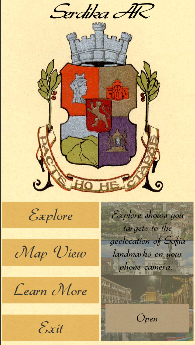 Serdika AR
РАСТЕ НО НЕ СТАРЕЕ
Explore
Map View
Learn More
Exit
Explore shows you
targets to the
geolocation of Sofia
landmarks on your
phone camera.
Open